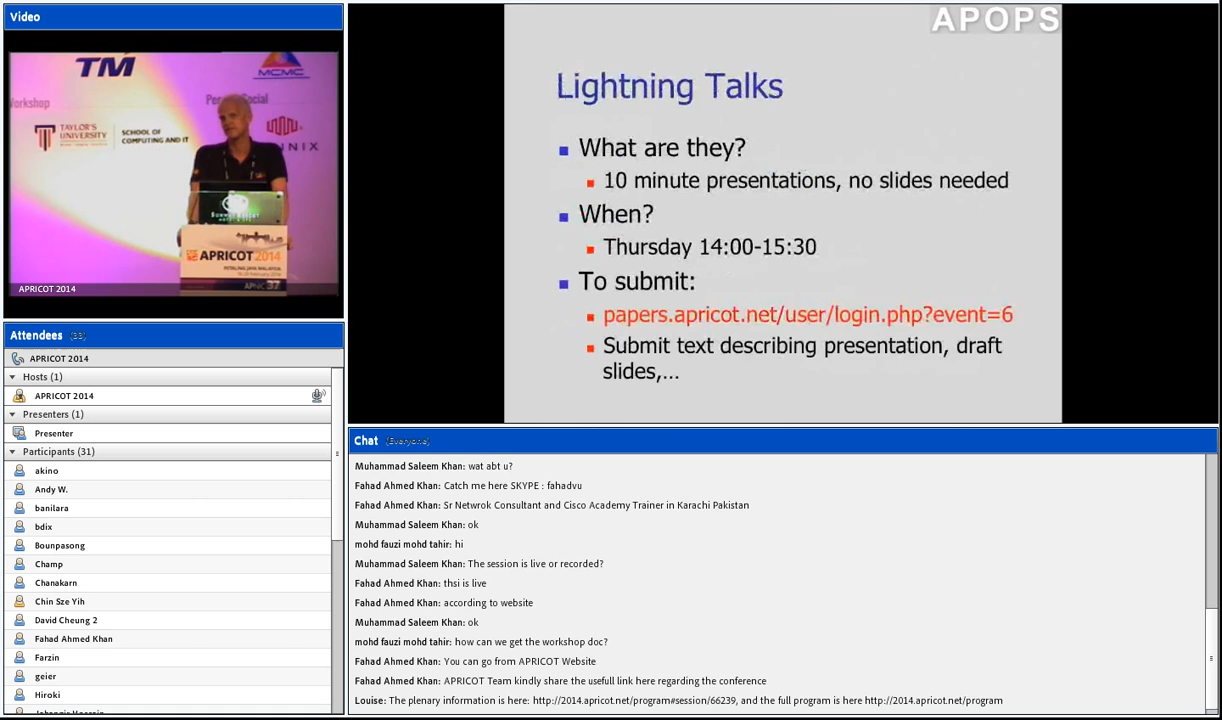 Video
TM
MCMC
TAYLOR'S
UNIVERSITY
SCHOOL OF
COMPUTING AND IT
APRICOT 2014
PETALING JAYA MALAYSIA
APNIC 37
APRICOT 2014
Attendees (33)
APRICOT 2014
Hosts (1)
APRICOT 2014
Presenters (1)
Presenter
Participants (31)
akino
Andy W.
banilara
bdix
Bounpasong
Champ
Chanakarn
Chin Sze Yih
David Cheung 2
Fahad Ahmed Khan
Farzin
geier
Hiroki
APOPS
Lightning Talks
What are they?
10 minute presentations, no slides needed
When?
Thursday 14:00-15:30
To submit:
papers.apricot.net/user/login.php?event=6
Submit text describing presentation, draft
slides,...
Chat (Everyone)
Muhammad Saleem Khan: wat abt u?
Fahad Ahmed Khan: Catch me here SKYPE : fahadvu
Fahad Ahmed Khan: Sr Netwrok Consultant and Cisco Academy Trainer in Karachi Pakistan
Muhammad Saleem Khan: ok
mohd fauzi mohd tahir: hi
Muhammad Saleem Khan: The session is live or recorded?
Fahad Ahmed Khan: thsi is live
Fahad Ahmed Khan: according to website
Muhammad Saleem Khan: ok
mohd fauzi mohd tahir: how can we get the workshop doc?
Fahad Ahmed Khan: You can go from APRICOT Website
Fahad Ahmed Khan: APRICOT Team kindly share the usefull link here regarding the conference
Louise: The plenary information is here: http://2014.apricot.net/program#session/66239, and the full program is here http://2014.apricot.net/program